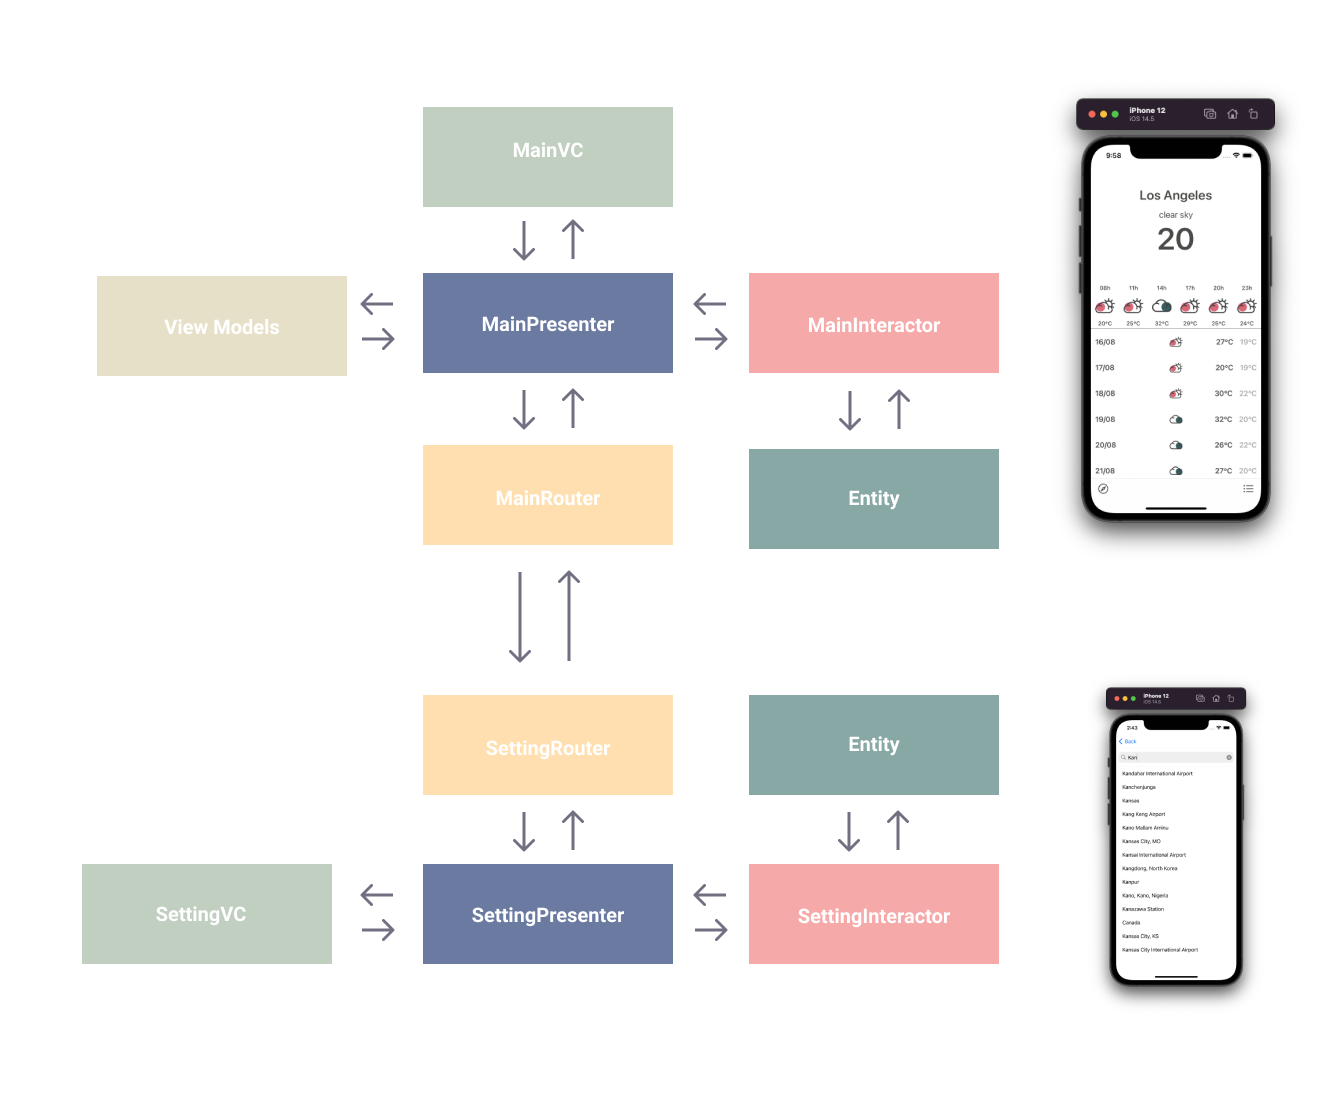 MainVC
View Models
MainPresenter
MainInteractor
MainRouter
Entity
SettingRouter
Entity
SettingVC
SettingPresenter
SettingInteractor
iPhone 12
iOS 14.5
9:58
Los Angeles
clear sky
20
08h 11h 14h 17h 20h 23h
20°C 25°C 32°C 29°C 25°C 24°C
16/08 27°C 19°C
17/08 20°C 19°C
18/08 30°C 22°C
19/08 32°C 20°C
20/08 26°C 22°C
21/08 27°C 20°C
iPhone 12
iOS 14.5
2:43
Back
Kan
Kandahar International Airport
Kanchenjunga
Kansas
Kang Keng Airport
Kano Mallam Aminu
Kansas City, MO
Kansai International Airport
Kangdong, North Korea
Kanpur
Kano, Kano, Nigeria
Kanazawa Station
Canada
Kansas City, KS
Kansas City International Airport